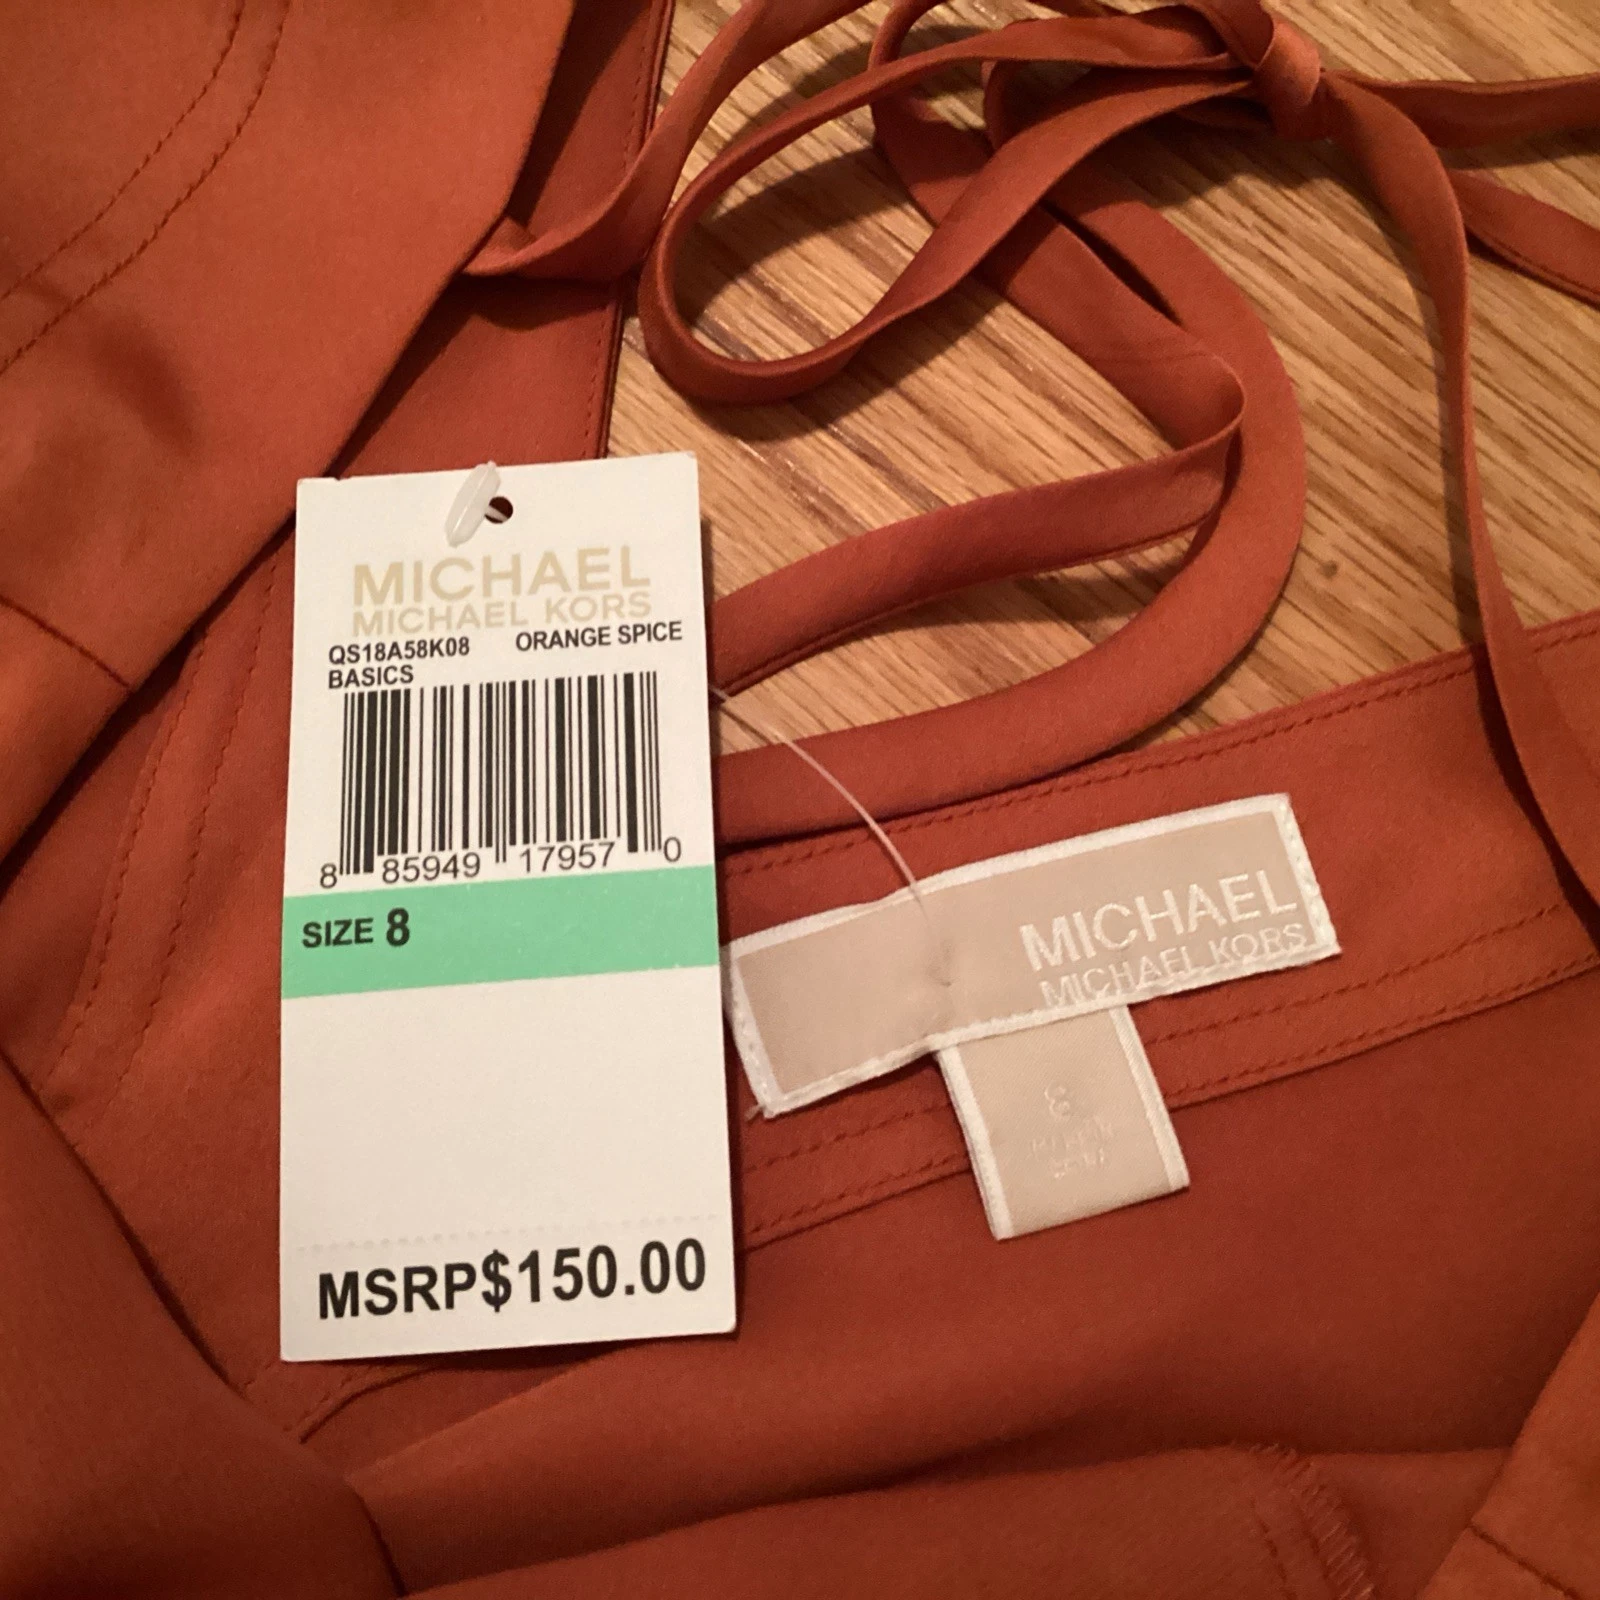 MICHAEL
MICHAEL KORS
QS18A58K08 ORANGE SPICE
BASICS
8 85949 17957 0
SIZE 8
MSRP$150.00
MICHAEL
MICHAEL KORS
8